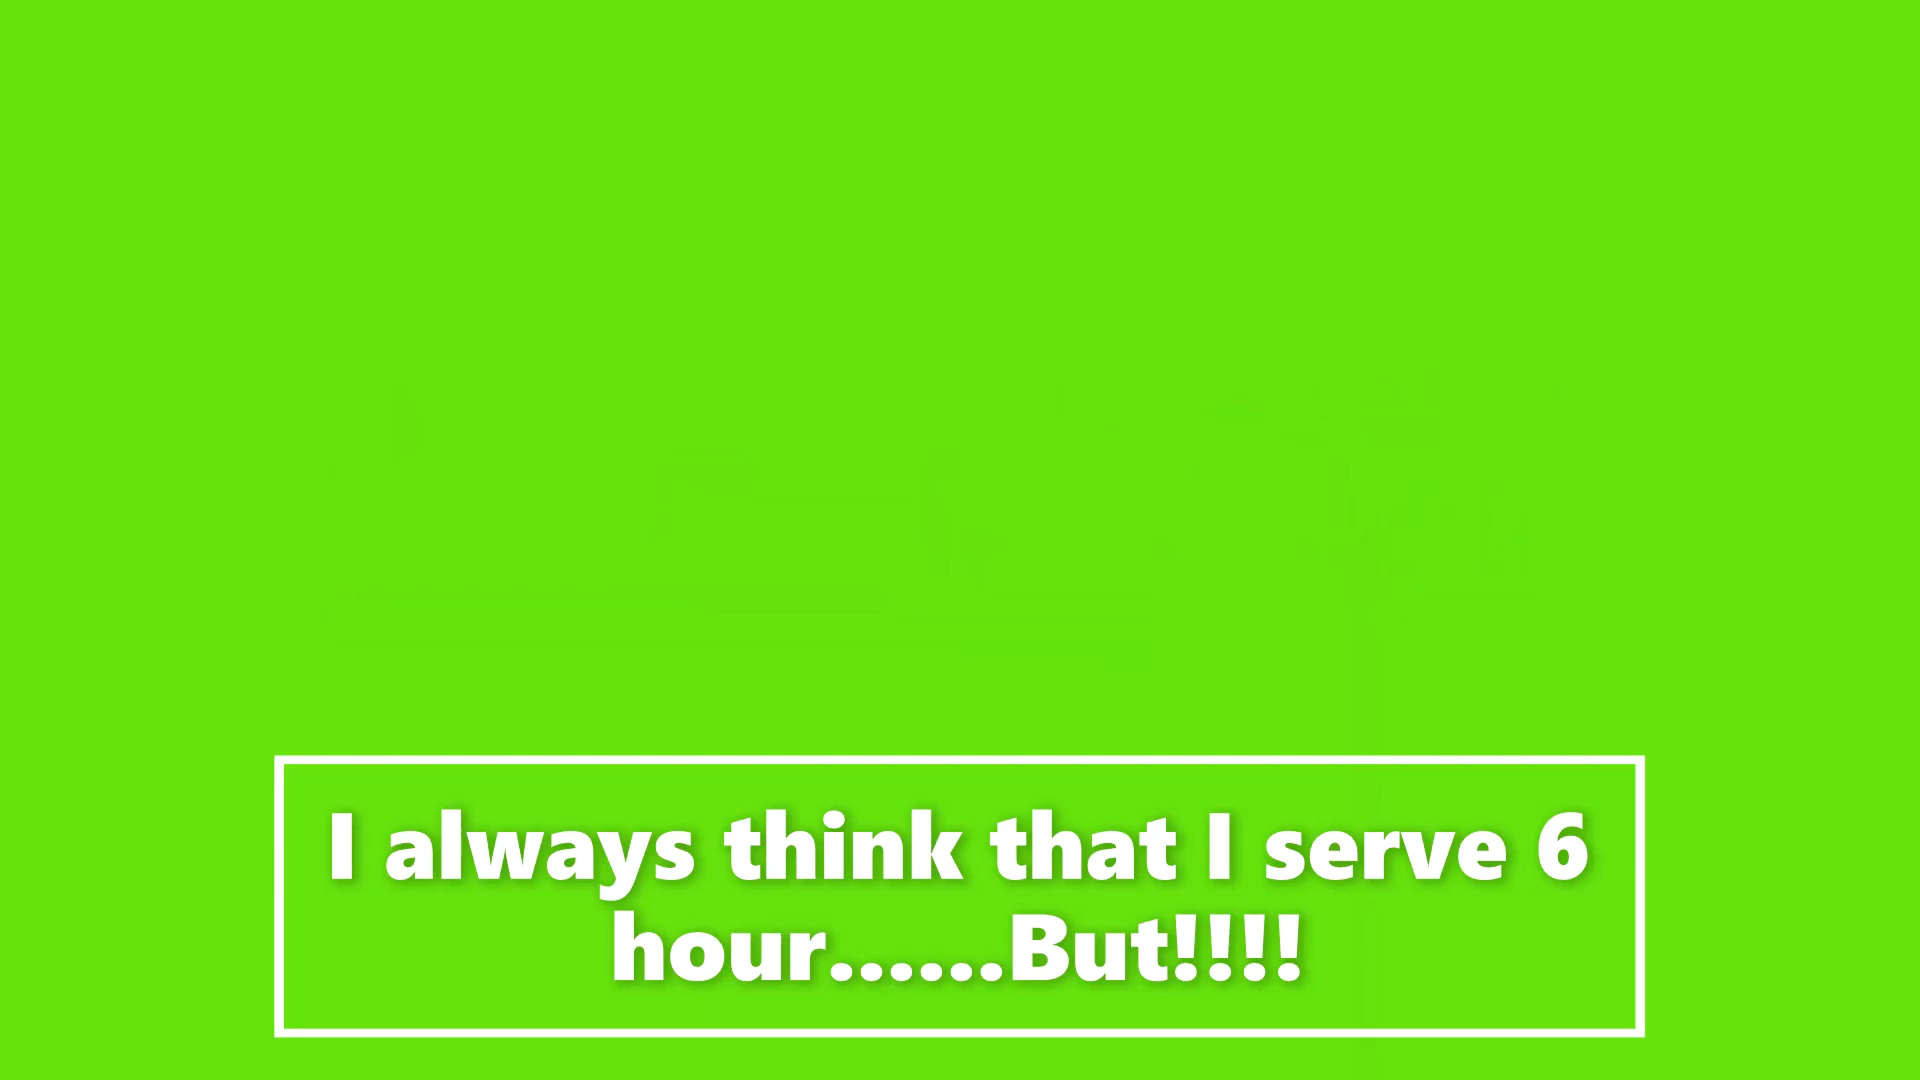 I always think that I serve 6
hour......But!!!!